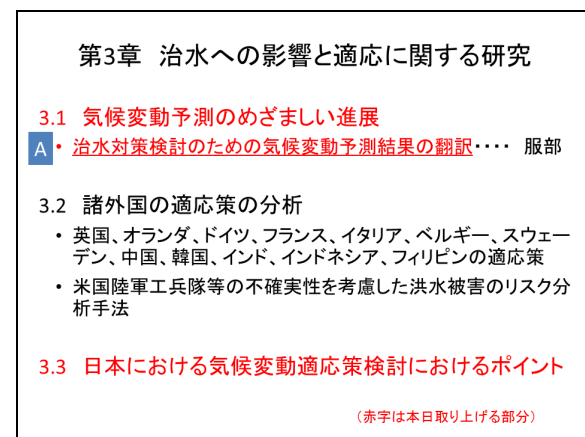 第3章 治水への影響と適応に関する研究
3.1 気候変動予測のめざましい進展
A • 治水対策検討のための気候変動予測結果の翻訳・・・・ 服部
3.2 諸外国の適応策の分析
• 英国、オランダ、ドイツ、フランス、イタリア、ベルギー、スウェー
デン、中国、韓国、インド、インドネシア、フィリピンの適応策
• 米国陸軍工兵隊等の不確実性を考慮した洪水被害のリスク分
析手法
3.3 日本における気候変動適応策検討におけるポイント
(赤字は本日取り上げる部分)